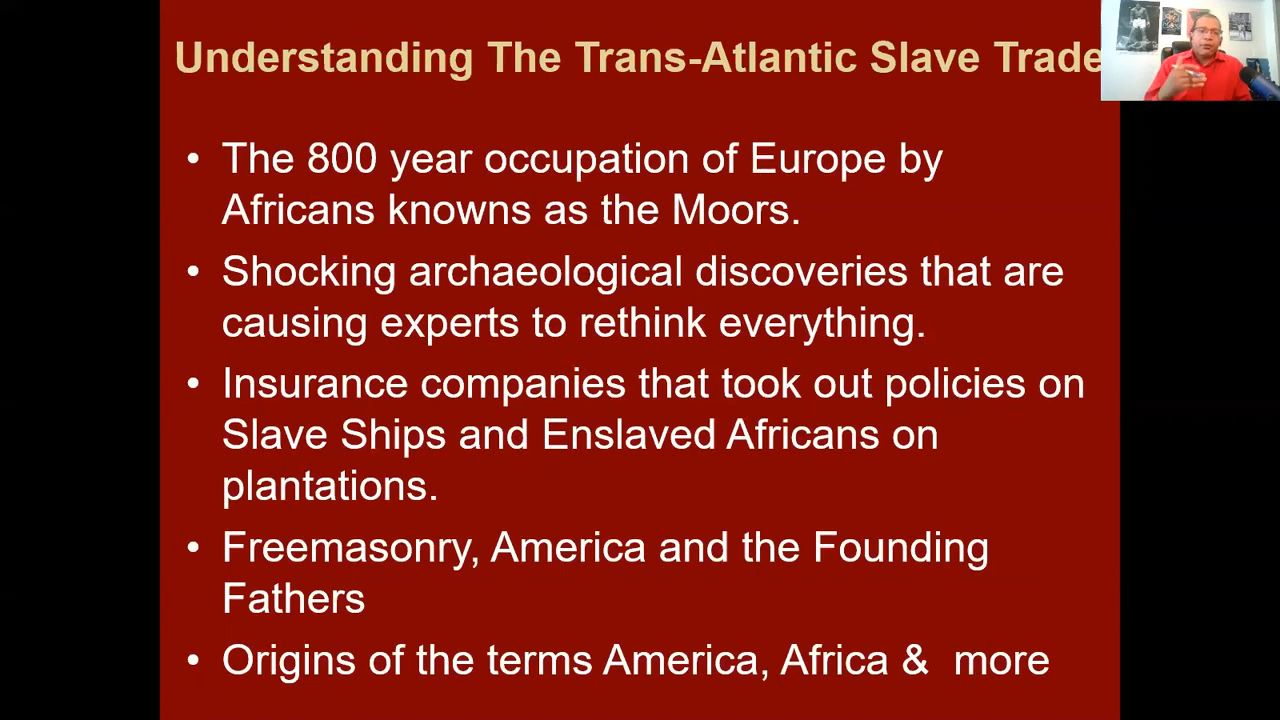 Understanding The Trans-Atlantic Slave Trade
• The 800 year occupation of Europe by
Africans knowns as the Moors.
• Shocking archaeological discoveries that are
causing experts to rethink everything.
• Insurance companies that took out policies on
Slave Ships and Enslaved Africans on
plantations.
• Freemasonry, America and the Founding
Fathers
• Origins of the terms America, Africa &  more